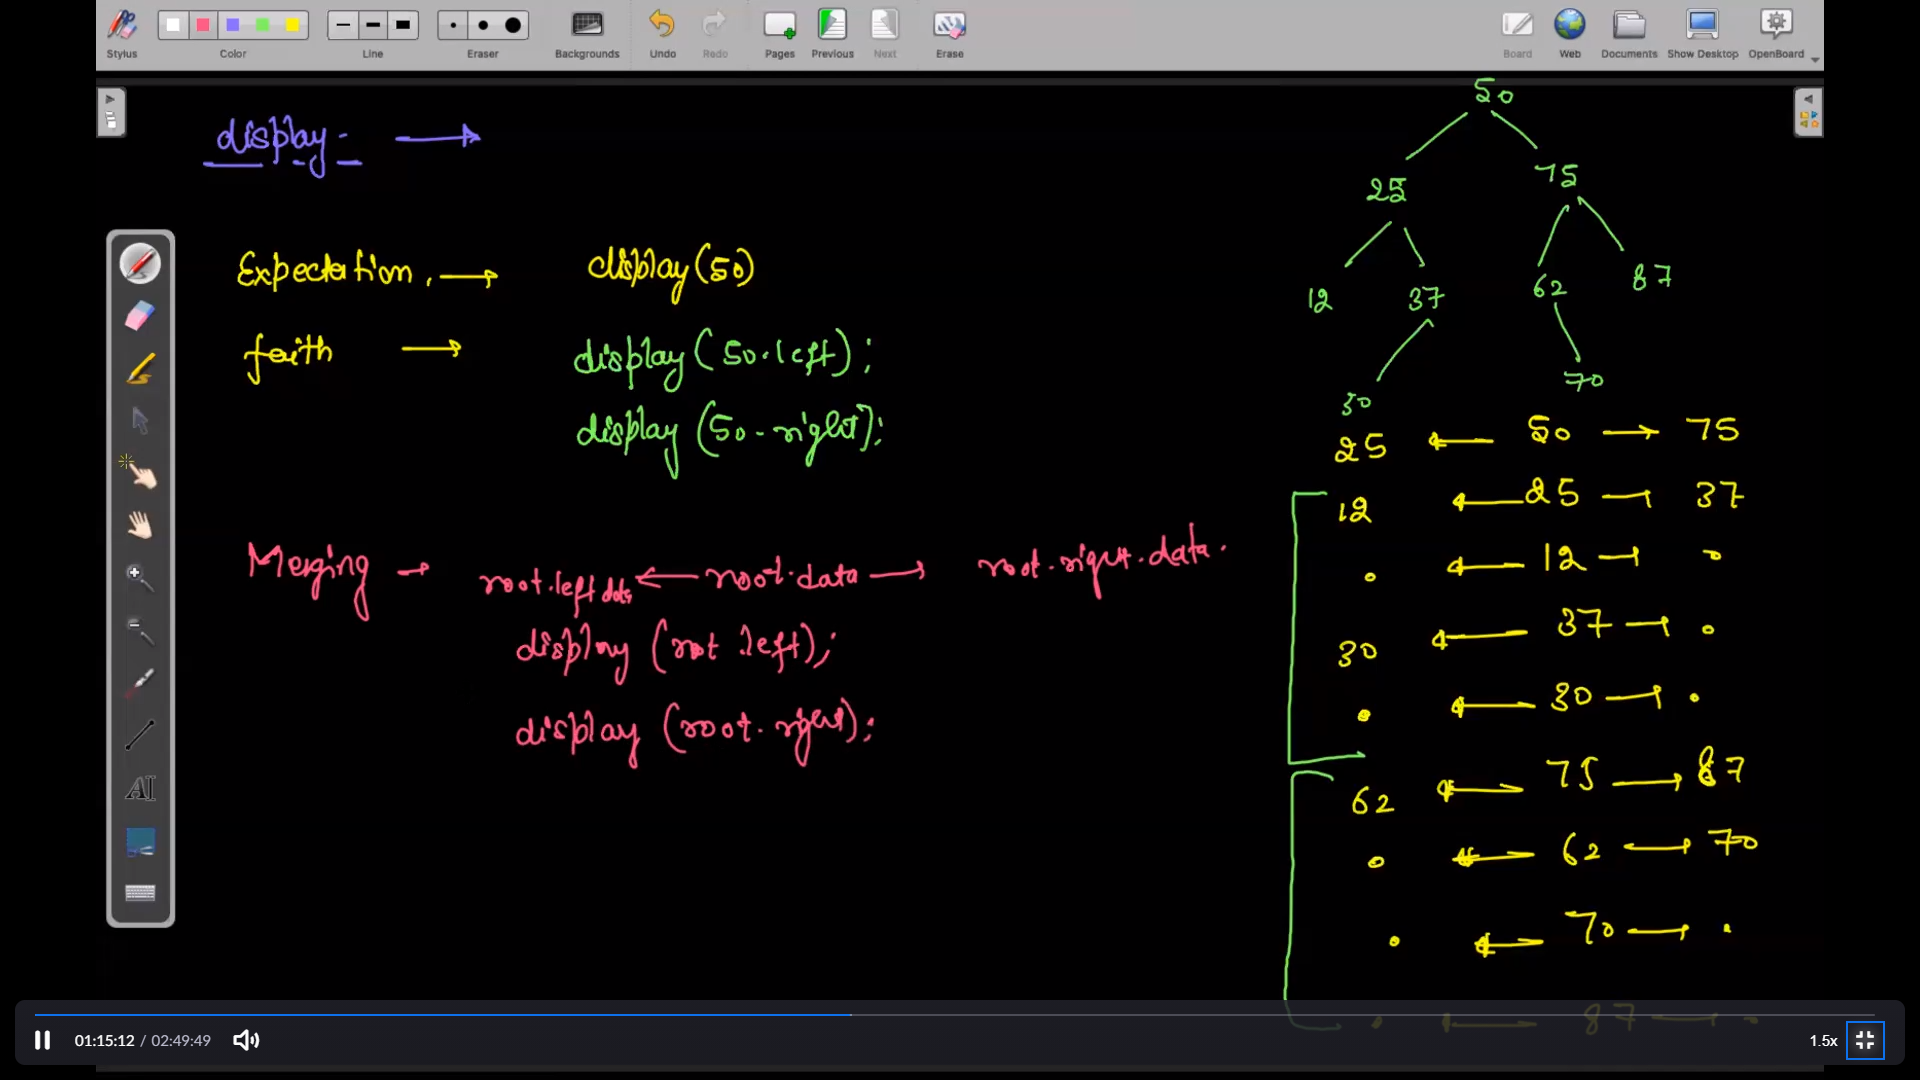 Stylus Color Line Eraser Backgrounds Undo Redo Pages Previous Next Erase Board Web Documents Show Desktop OpenBoard
display →
Expectation. → display(50)
faith → display(50.left);
display(50.right);
Merging → root.left data ← root.data → root.right.data.
display (root.left);
display (root.right);
50
25 75
12 37 62 87
30 70
25 ← 50 → 75
12 ← 25 → 37
. ← 12 → .
30 ← 37 → .
. ← 30 → .
62 ← 75 → 87
. ← 62 → 70
. ← 70 → .
. ← 87 → .
AI
01:15:12 / 02:49:49 1.5x